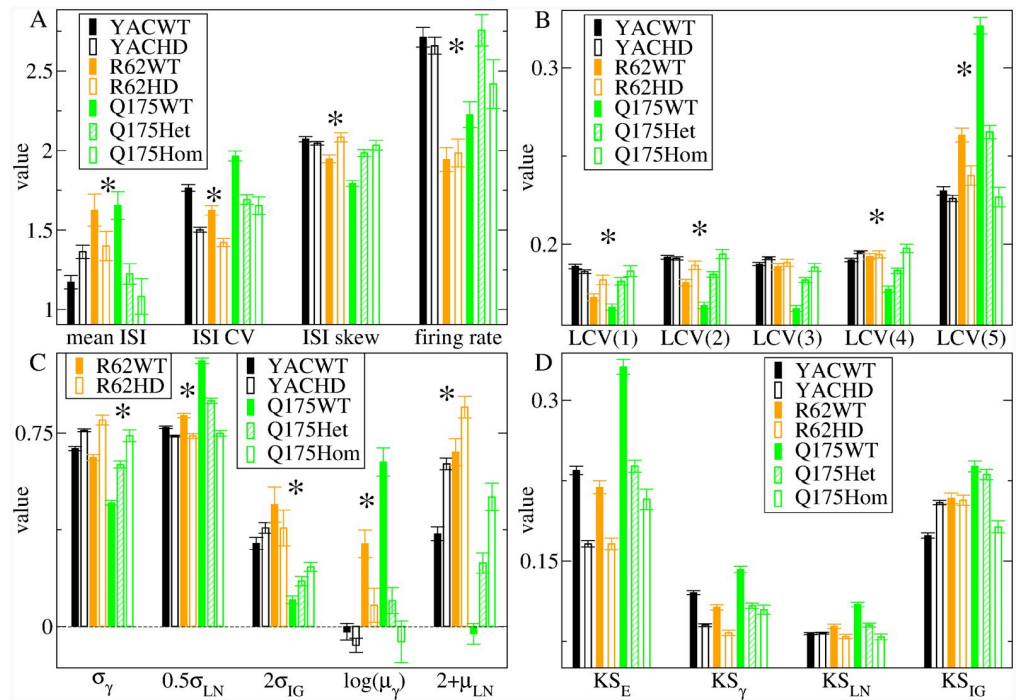 A
YACWT
YACHD
R62WT
R62HD
Q175WT
Q175Het
Q175Hom
value
2.5
2
1.5
1
*
*
*
*
mean ISI
ISI CV
ISI skew
firing rate
B
YACWT
YACHD
R62WT
R62HD
Q175WT
Q175Het
Q175Hom
value
0.3
0.2
*
*
*
*
LCV(1)
LCV(2)
LCV(3)
LCV(4)
LCV(5)
C
R62WT
R62HD
YACWT
YACHD
Q175WT
Q175Het
Q175Hom
value
0.75
0
*
*
*
*
*
σγ
0.5σLN
2σIG
log(μγ)
2+μLN
D
YACWT
YACHD
R62WT
R62HD
Q175WT
Q175Het
Q175Hom
value
0.3
0.15
KSE
KSγ
KSLN
KSIG